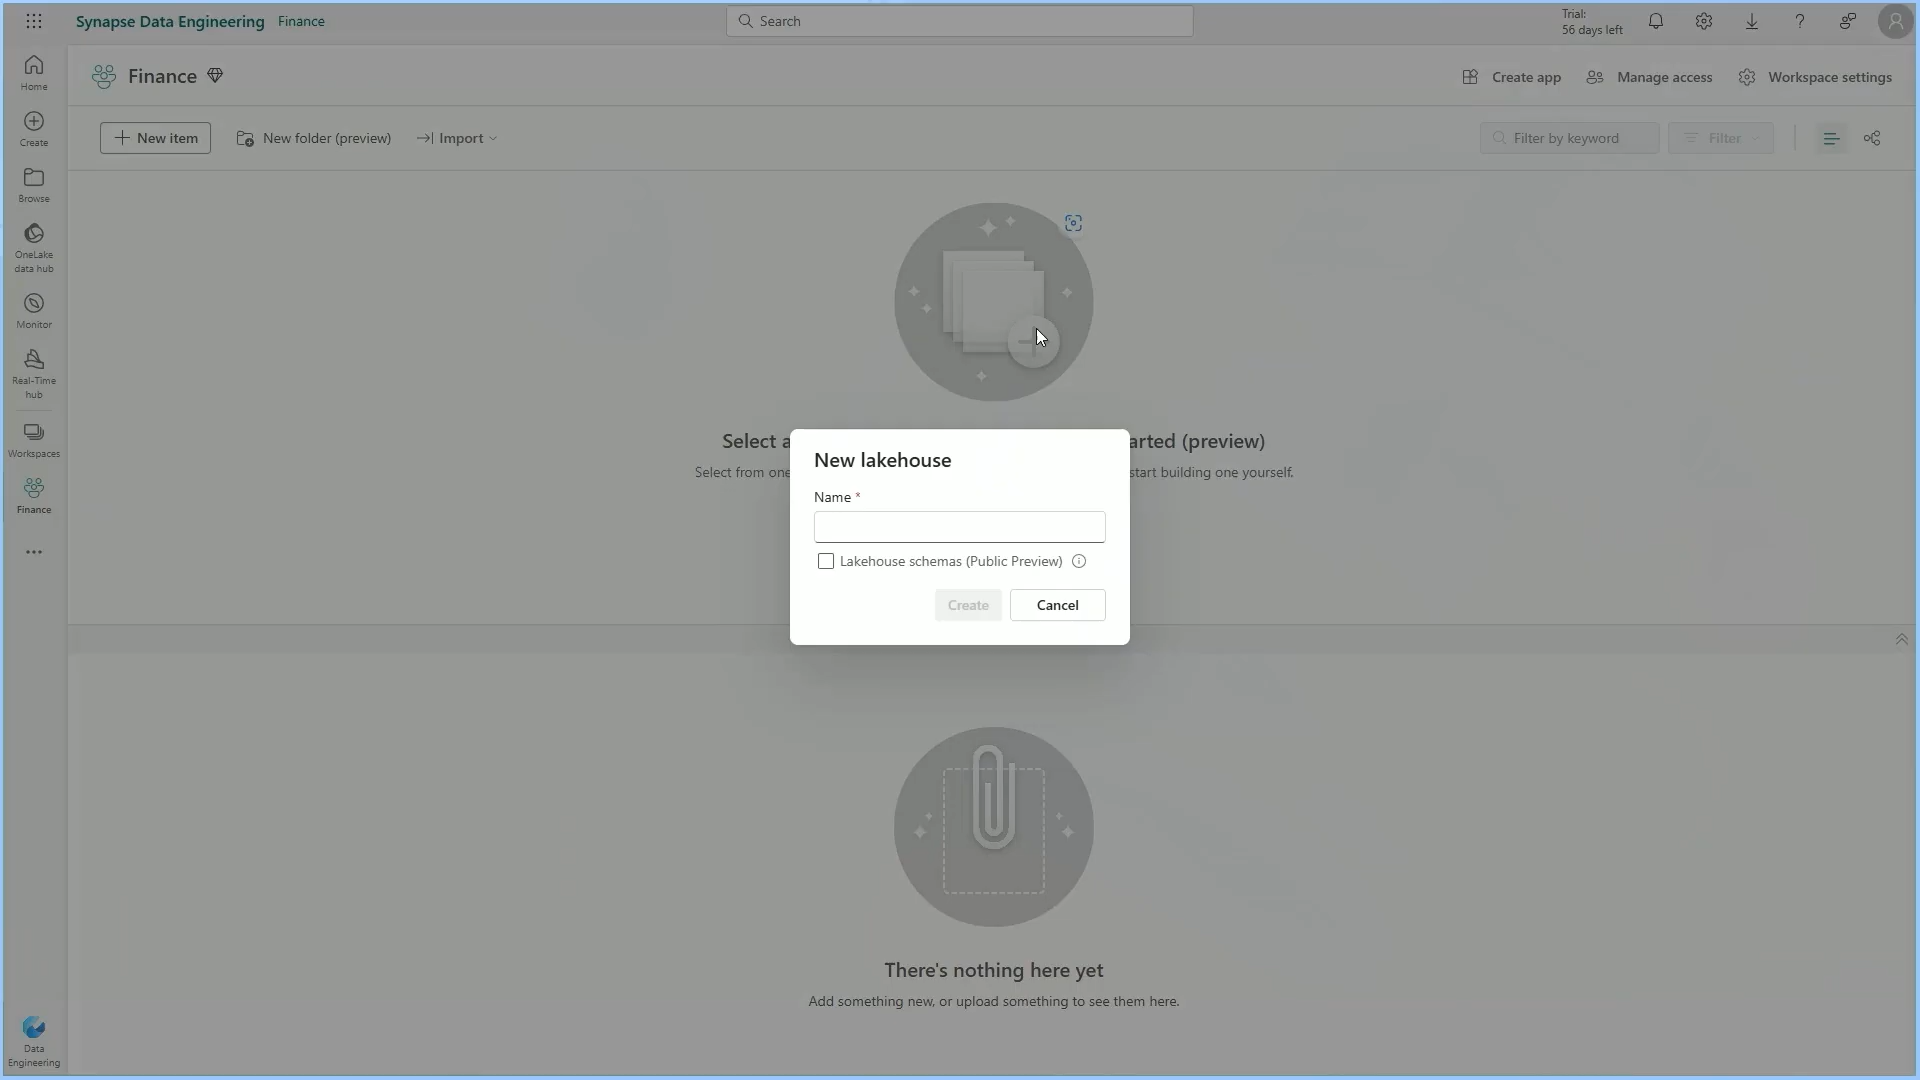 Synapse Data Engineering Finance
Search
Trial:
56 days left
Home
Create
Browse
OneLake
data hub
Monitor
Real-Time
hub
Workspaces
Finance
Data
Engineering
Finance
Create app
Manage access
Workspace settings
New item
New folder (preview)
Import
Filter by keyword
Filter
Select a
arted (preview)
Select from one
start building one yourself.
New lakehouse
Name *
Lakehouse schemas (Public Preview)
Create
Cancel
There's nothing here yet
Add something new, or upload something to see them here.